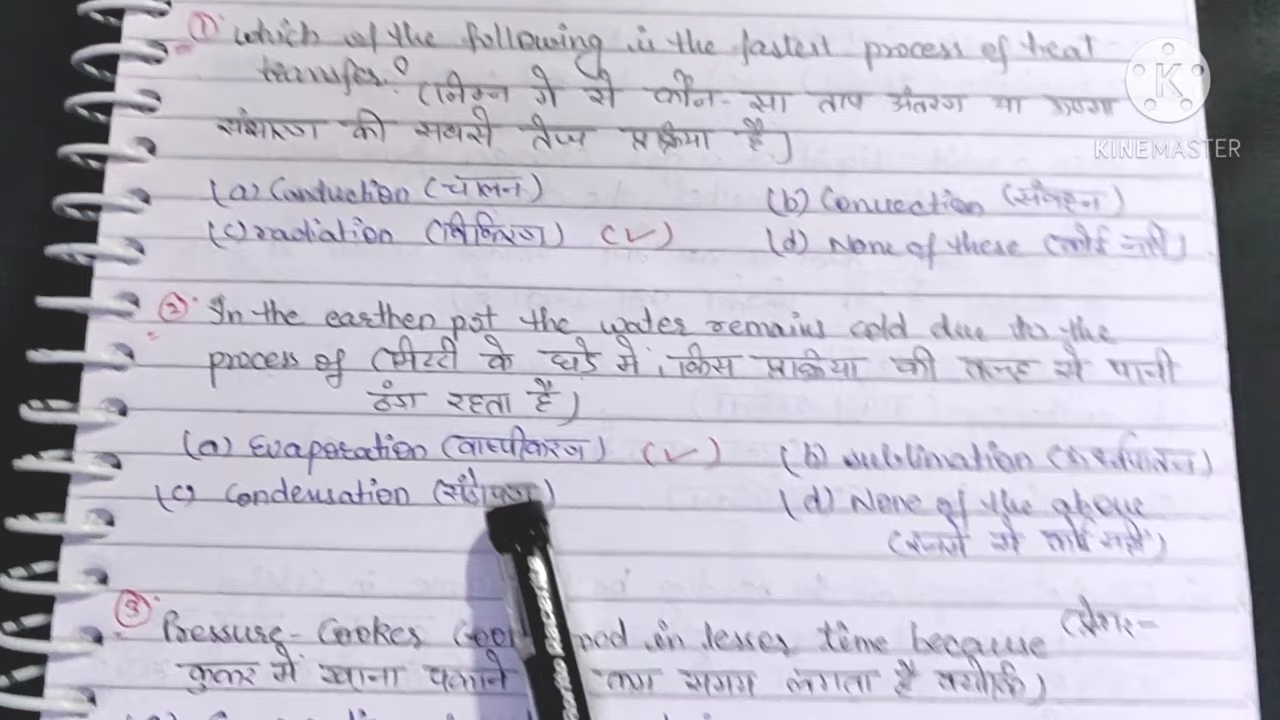 ① Which of the following is the fastest process of heat
transfer? (निम्न में से कौन-सा ताप अंतरण या ऊष्मा
संचारण की सबसे तेज प्रक्रिया है)
(a) Conduction (चालन) (b) Convection (संवहन)
(c) radiation (विकिरण) (✓) (d) None of these (कोई नहीं)
② In the earthen pot the water remains cold due to the
process of (मिट्टी के घड़े में, किस प्रक्रिया की वजह से पानी
ठंडा रहता है)
(a) Evaporation (वाष्पीकरण) (✓) (b) sublimation
(c) Condensation (d) None of the above
(इनमें से कोई नहीं)
③ Pressure-Cooker food in lesser time because (प्रेशर-
कुकर में खाना पकाने कम समय लगता है क्योंकि)
K
KINEMASTER